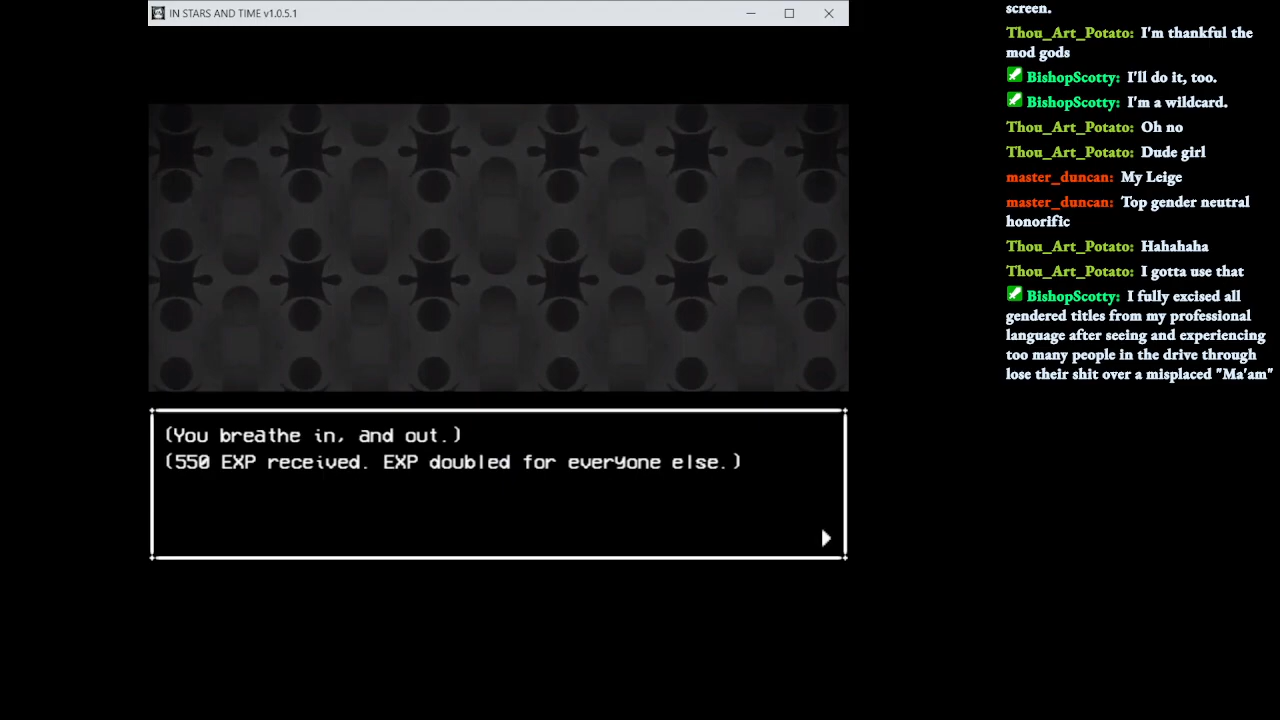 IN STARS AND TIME v1.0.5.1
(You breathe in, and out.)
(550 EXP received. EXP doubled for everyone else.)
screen.
Thou_Art_Potato: I'm thankful the
mod gods
BishopScotty: I'll do it, too.
BishopScotty: I'm a wildcard.
Thou_Art_Potato: Oh no
Thou_Art_Potato: Dude girl
master_duncan: My Leige
master_duncan: Top gender neutral
honorific
Thou_Art_Potato: Hahahaha
Thou_Art_Potato: I gotta use that
BishopScotty: I fully excised all
gendered titles from my professional
language after seeing and experiencing
too many people in the drive through
lose their shit over a misplaced "Ma'am"